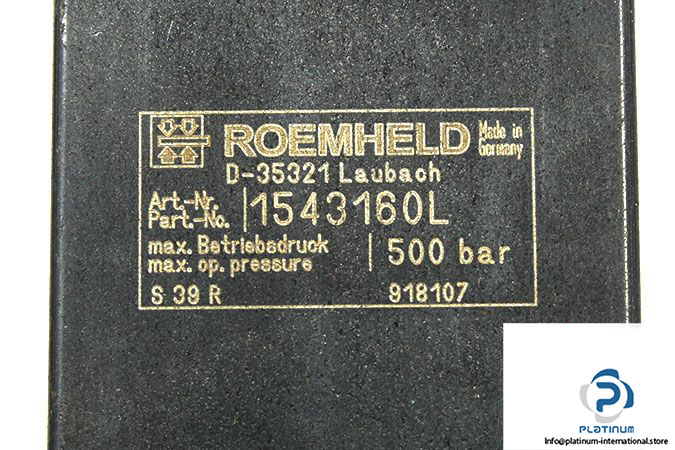 ROEMHELD Made in Germany
D-35321 Laubach
Art.-Nr.
Part.-No. 1543160L
max. Betriebsdruck
max. op. pressure 500 bar
S 39 R 918107
PLATINUM
Info@platinum-international.store